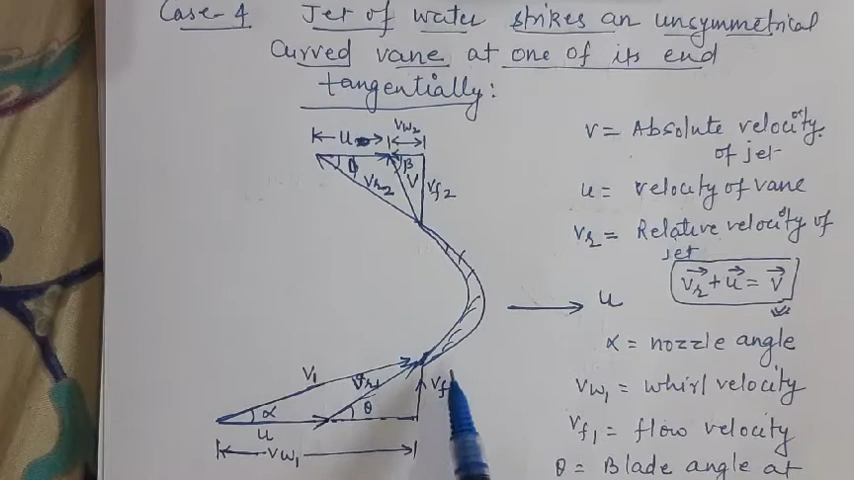 Case-4 Jet of water strikes an unsymmetrical
Curved vane at one of its end
tangentially:
u Vw2
V = Absolute velocity
of jet
ϕ Vr2 β V Vf2
u = velocity of vane
Vr = Relative velocity of
jet
Vr + u = V
u
α = nozzle angle
V1 Vr1 Vf
Vw1 = whirl velocity
α θ
u
Vf1 = flow velocity
Vw1
θ = Blade angle at